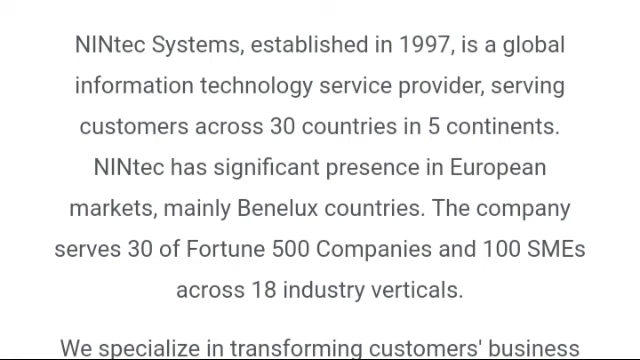 NINtec Systems, established in 1997, is a global
information technology service provider, serving
customers across 30 countries in 5 continents.
NINtec has significant presence in European
markets, mainly Benelux countries. The company
serves 30 of Fortune 500 Companies and 100 SMEs
across 18 industry verticals.
We specialize in transforming customers' business